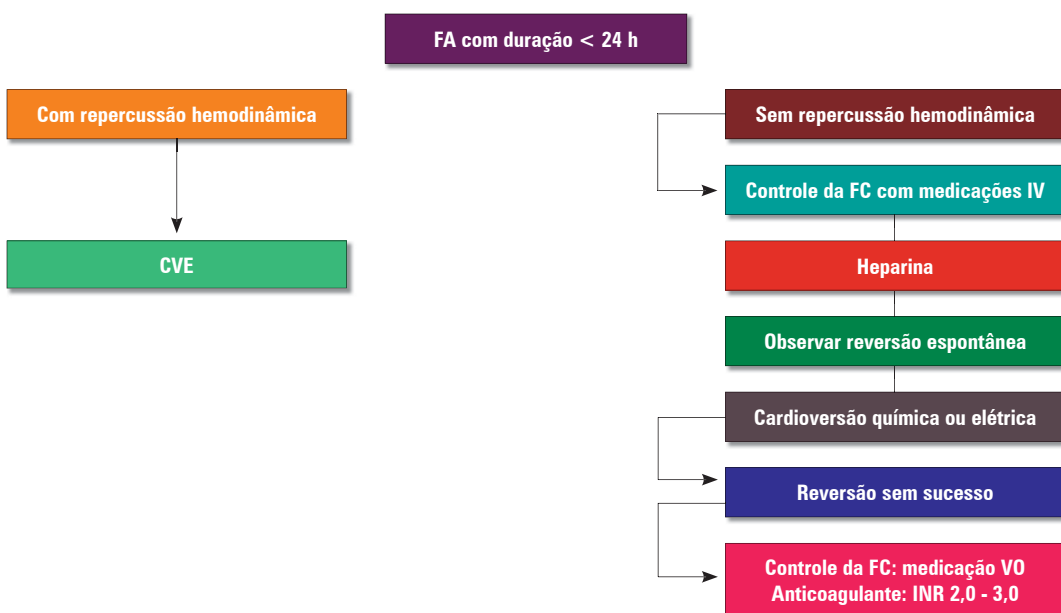 FA com duração < 24 h
Com repercussão hemodinâmica
CVE
Sem repercussão hemodinâmica
Controle da FC com medicações IV
Heparina
Observar reversão espontânea
Cardioversão química ou elétrica
Reversão sem sucesso
Controle da FC: medicação VO
Anticoagulante: INR 2,0 - 3,0